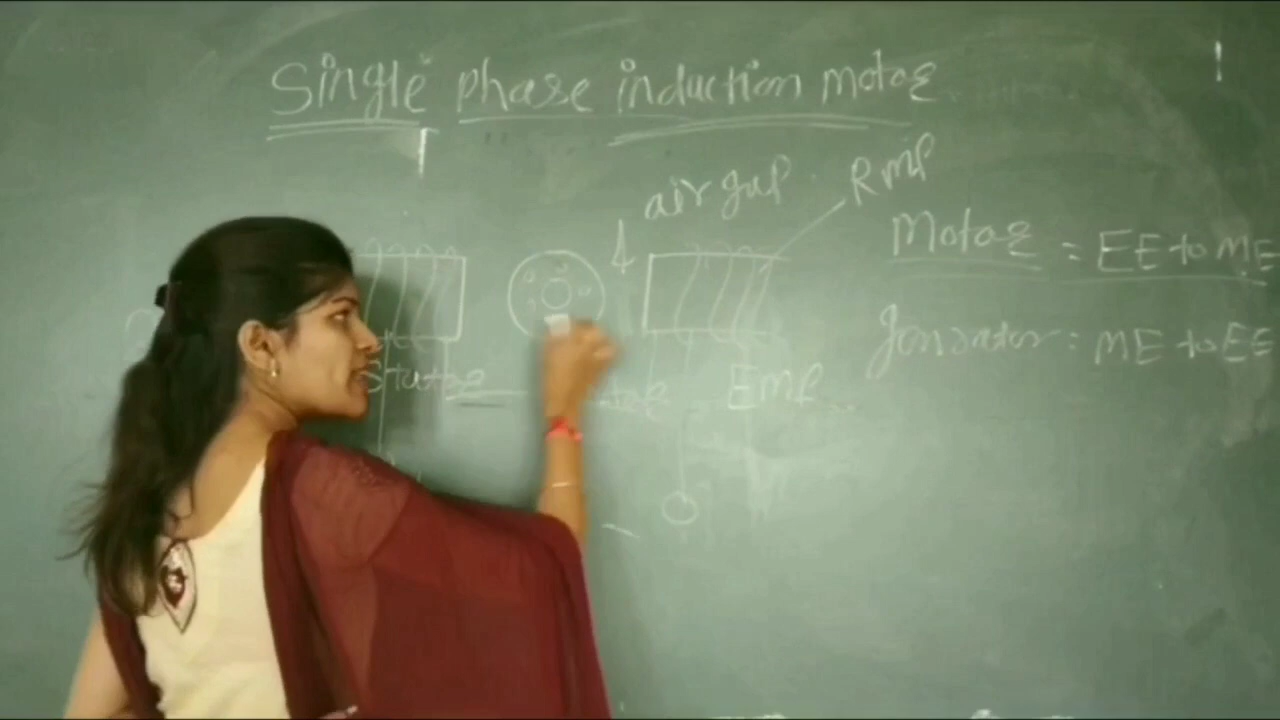 Single phase induction motor
air gap
RMF
Motor = EE to ME
Generator = ME to EE
Stator
EMF